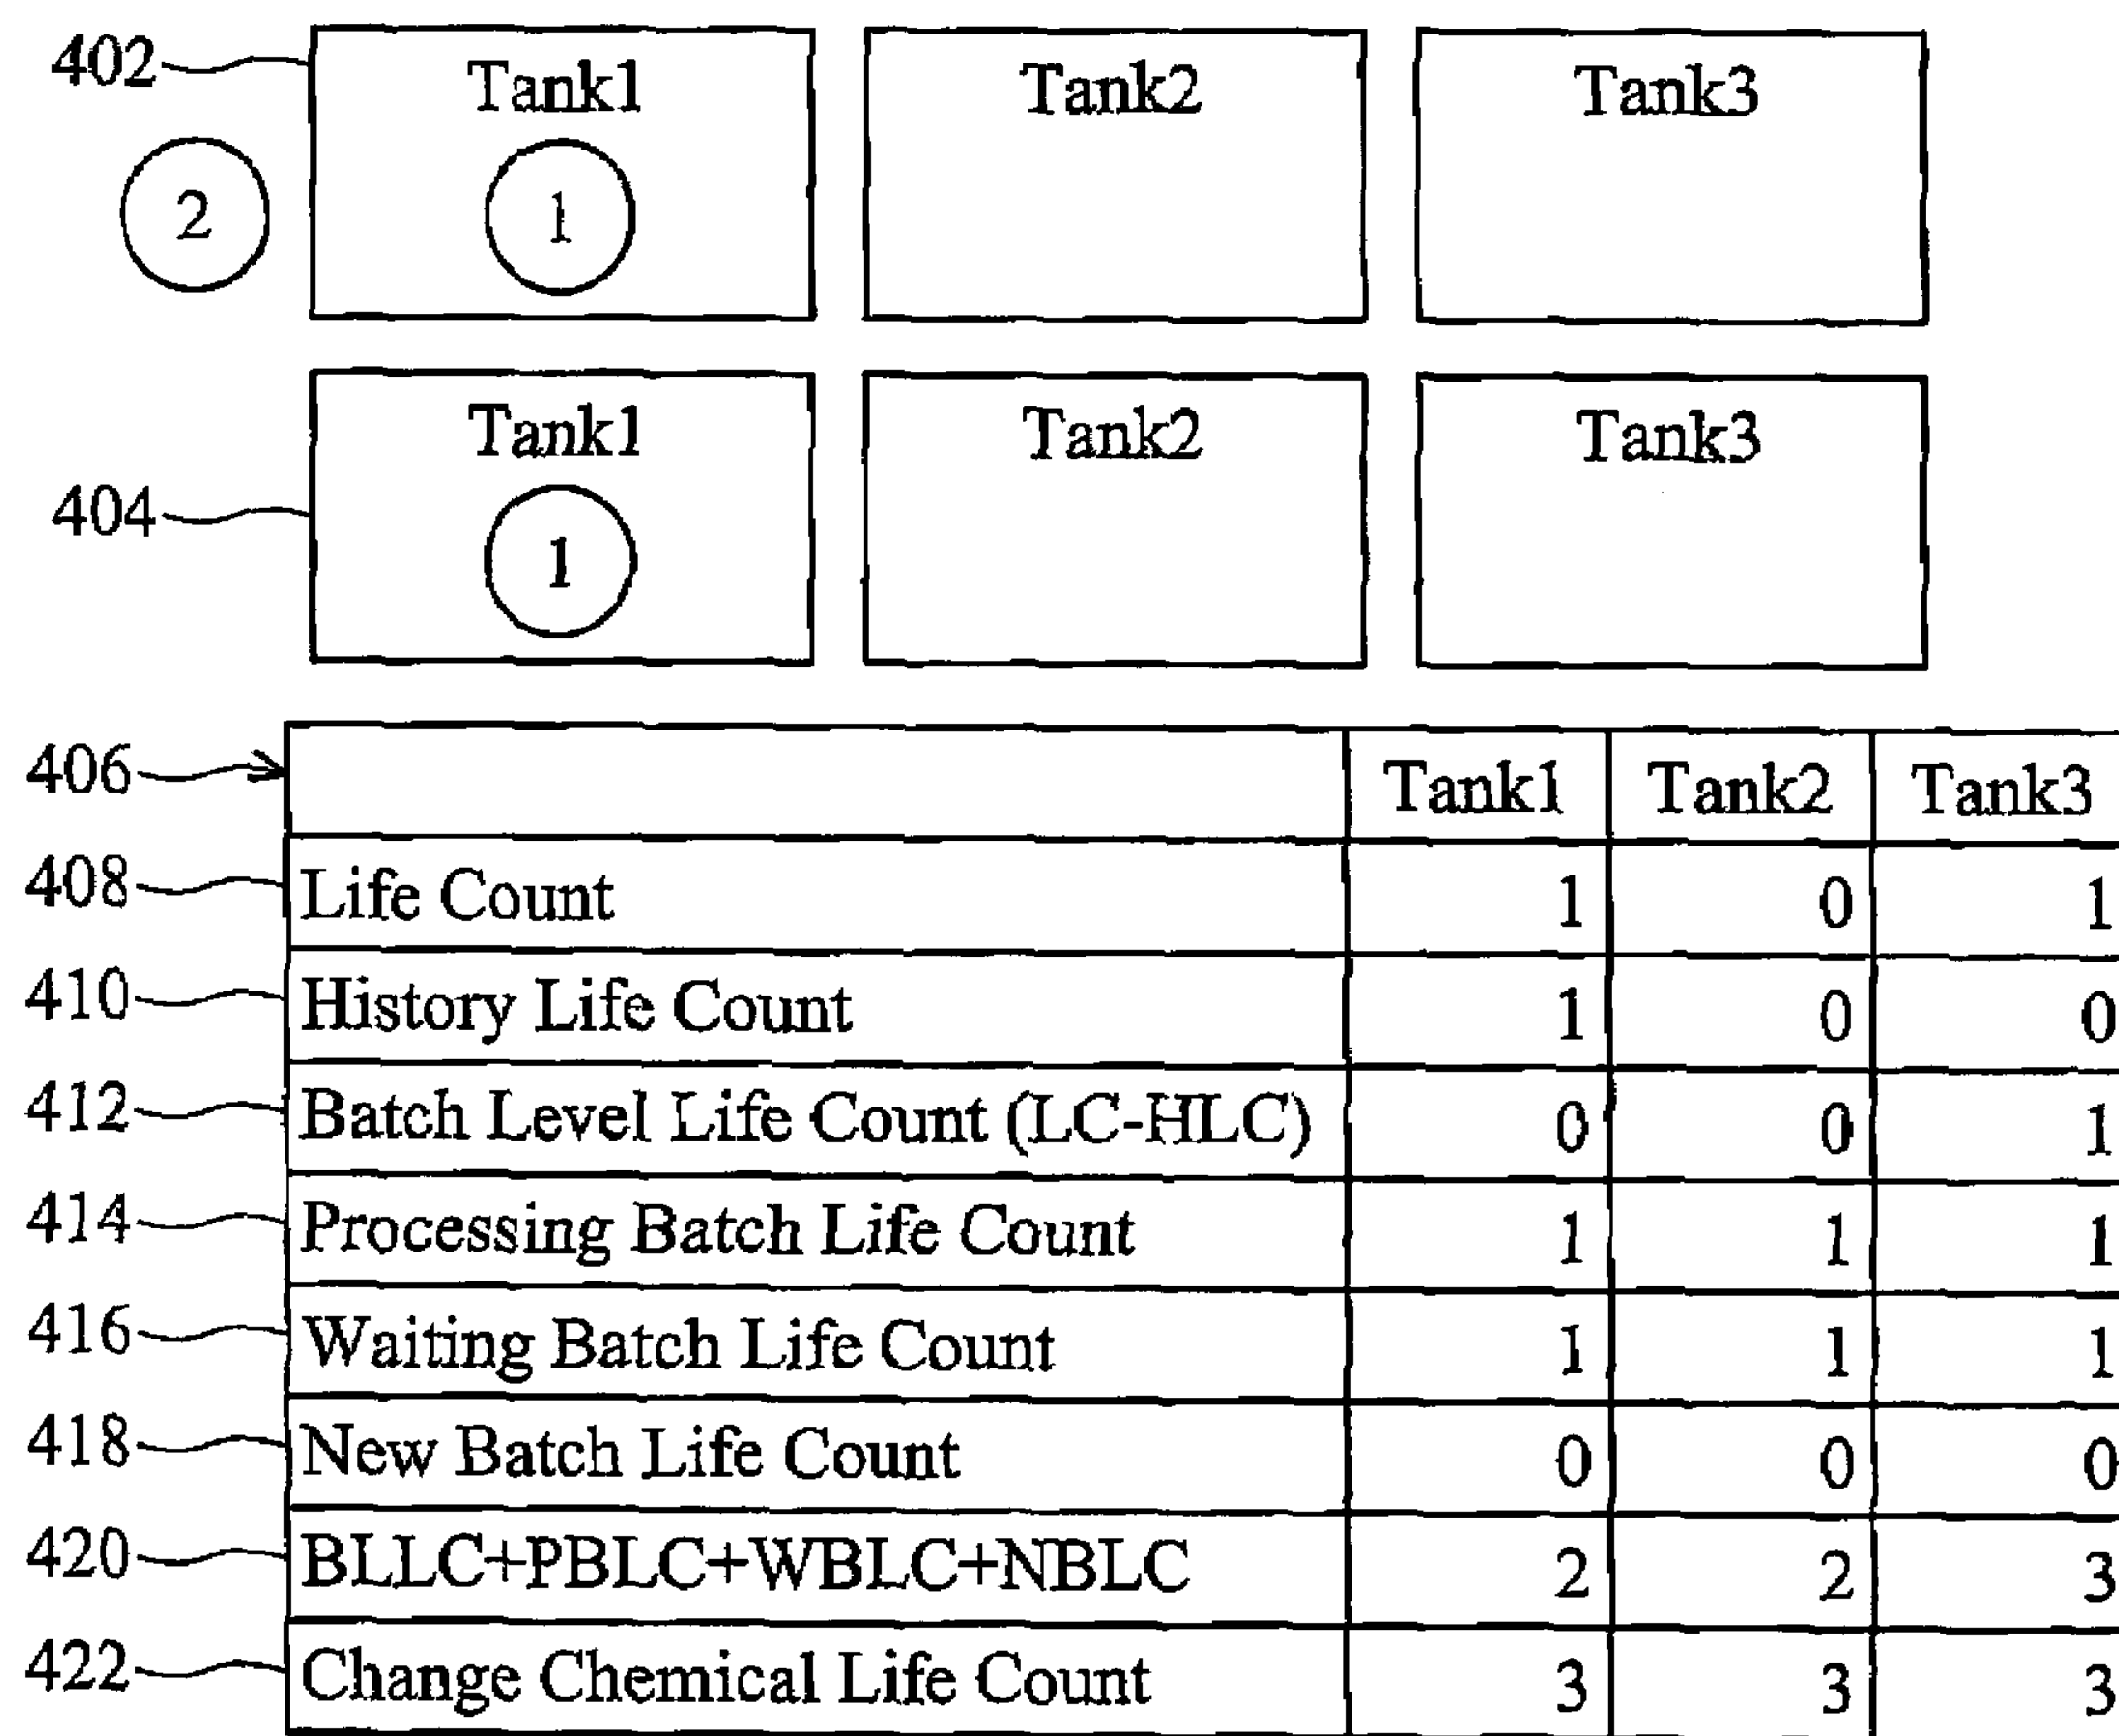 402 Tank1 Tank2 Tank3
2 1
Tank1 Tank2 Tank3
404
1
406 Tank1 Tank2 Tank3
408 Life Count 1 0 1
410 History Life Count 1 0 0
412 Batch Level Life Count (LC-HLC) 0 0 1
414 Processing Batch Life Count 1 1 1
416 Waiting Batch Life Count 1 1 1
418 New Batch Life Count 0 0 0
420 BLLC+PBLC+WBLC+NBLC 2 2 3
422 Change Chemical Life Count 3 3 3